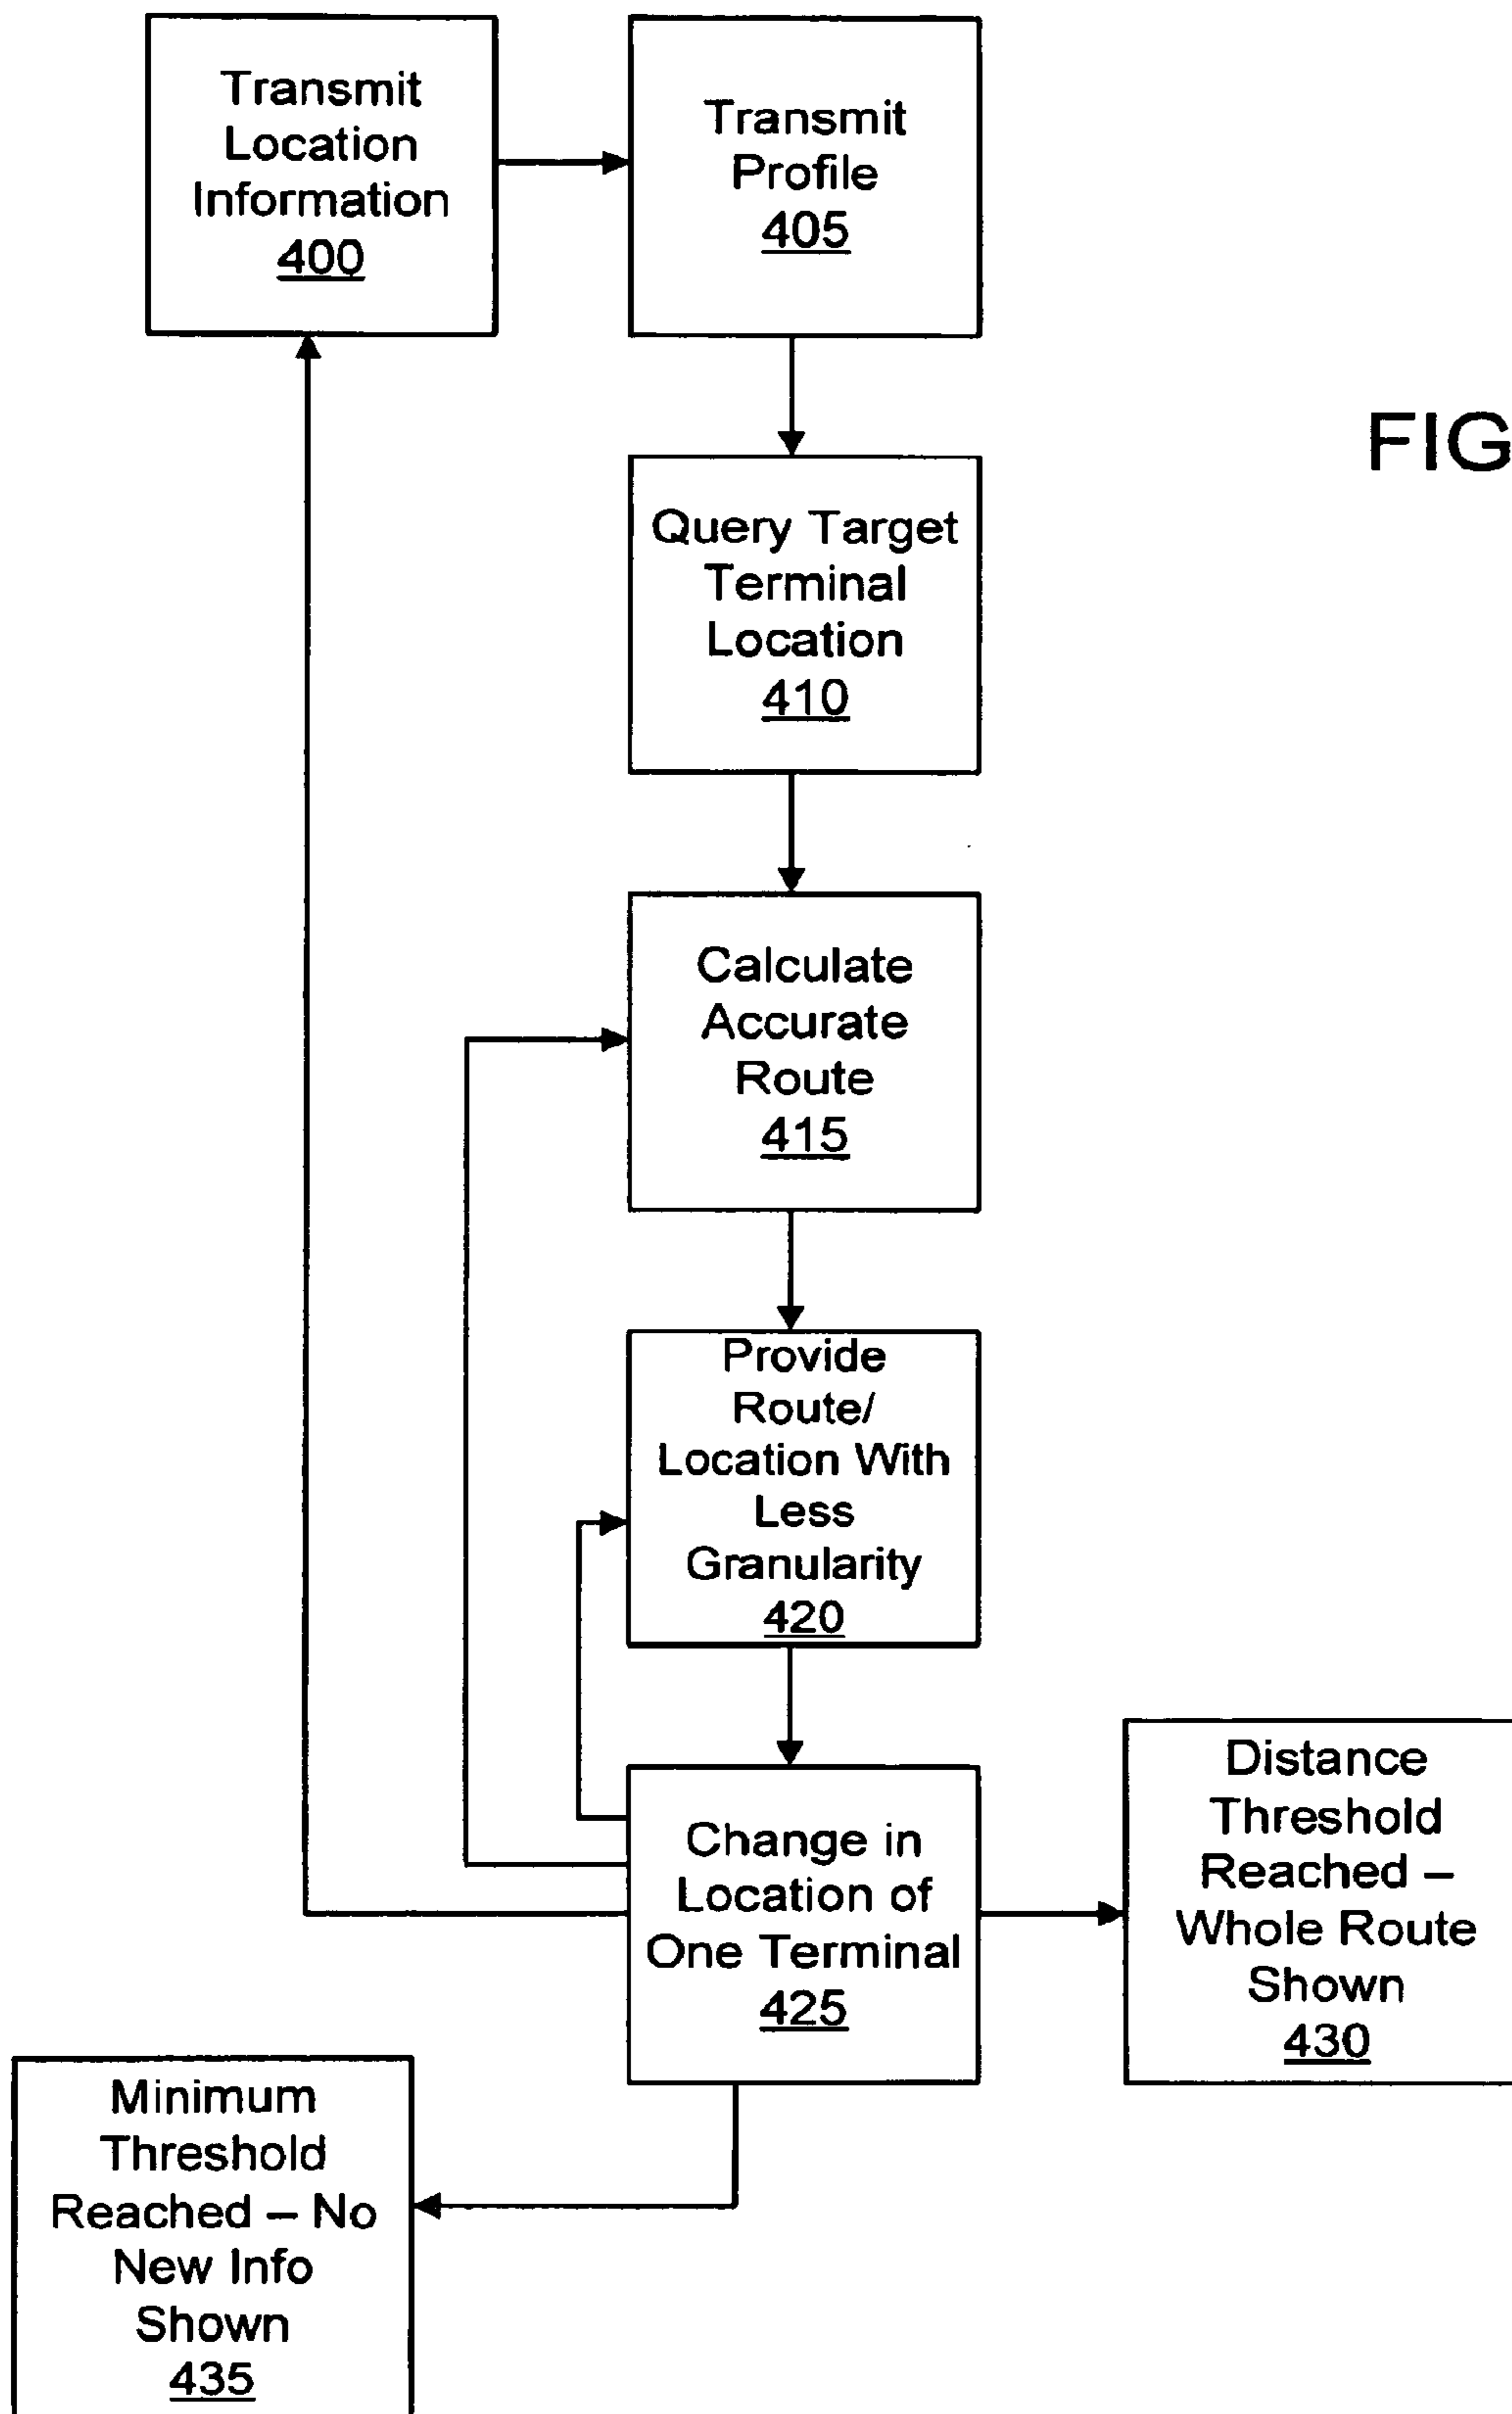 Transmit
Location
Information
400
Transmit
Profile
405
FIG
Query Target
Terminal
Location
410
Calculate
Accurate
Route
415
Provide
Route/
Location With
Less
Granularity
420
Change in
Location of
One Terminal
425
Distance
Threshold
Reached –
Whole Route
Shown
430
Minimum
Threshold
Reached – No
New Info
Shown
435